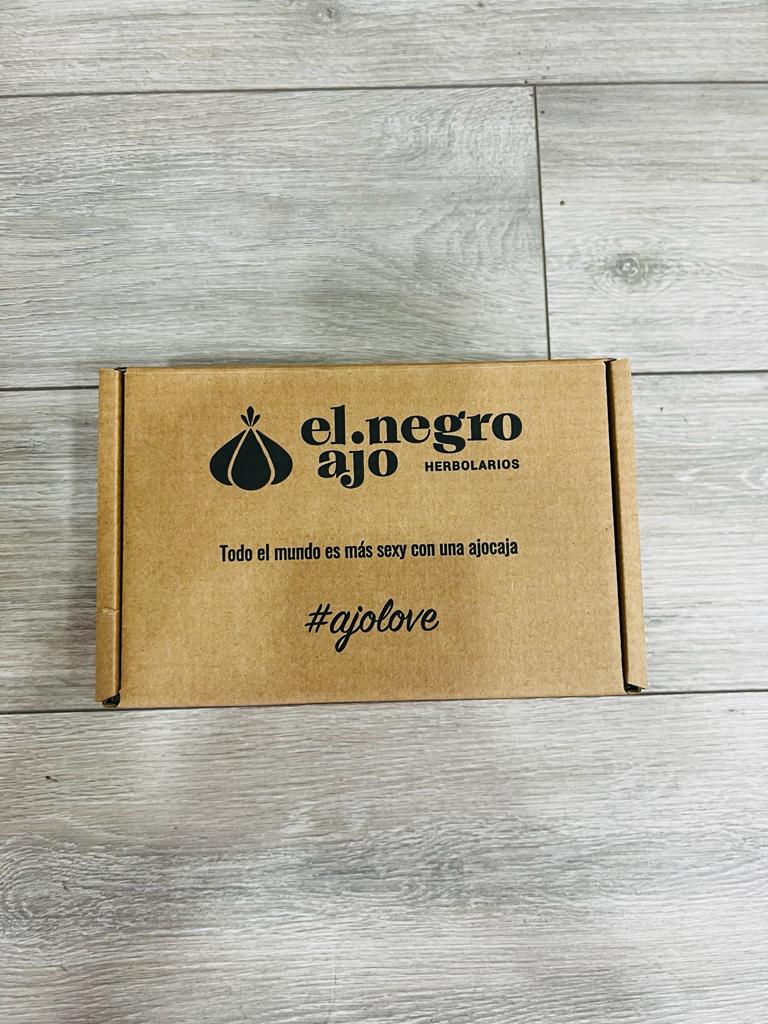 el.negro
ajo HERBOLARIOS
Todo el mundo es más sexy con una ajocaja
#ajolove